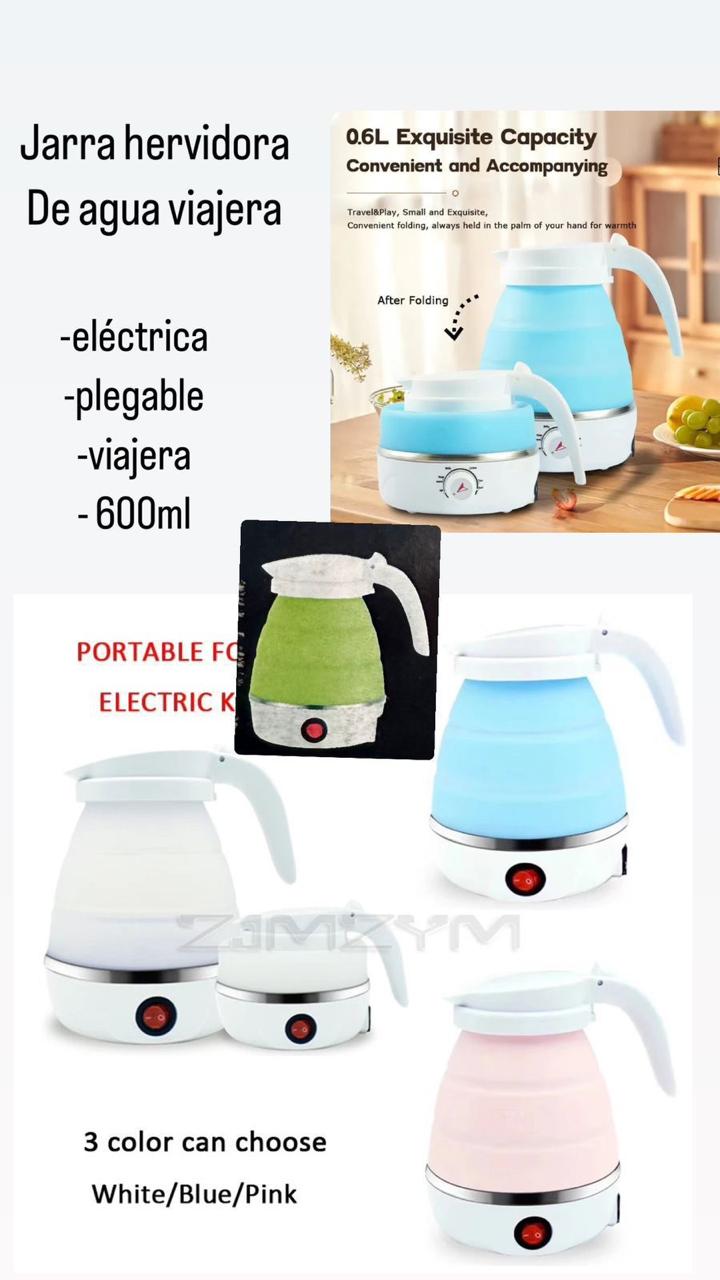 Jarra hervidora
De agua viajera
-eléctrica
-plegable
-viajera
- 600ml
0.6L Exquisite Capacity
Convenient and Accompanying
Travel&Play, Small and Exquisite,
Convenient folding, always held in the palm of your hand for warmth
After Folding
PORTABLE FO
ELECTRIC K
ZJMZYM
3 color can choose
White/Blue/Pink